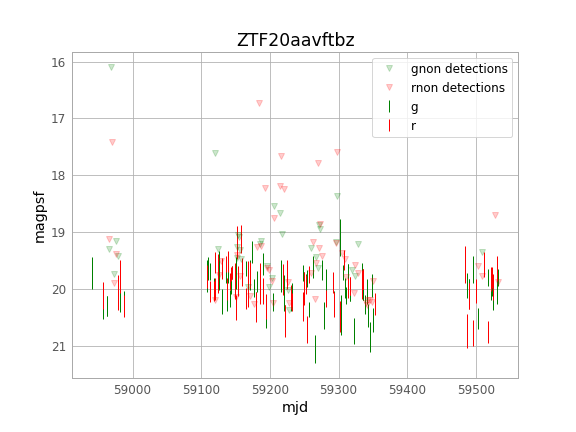 ZTF20aavftbz
gnon detections
rnon detections
g
r
16
17
18
19
20
21
magpsf
59000
59100
59200
59300
59400
59500
mjd